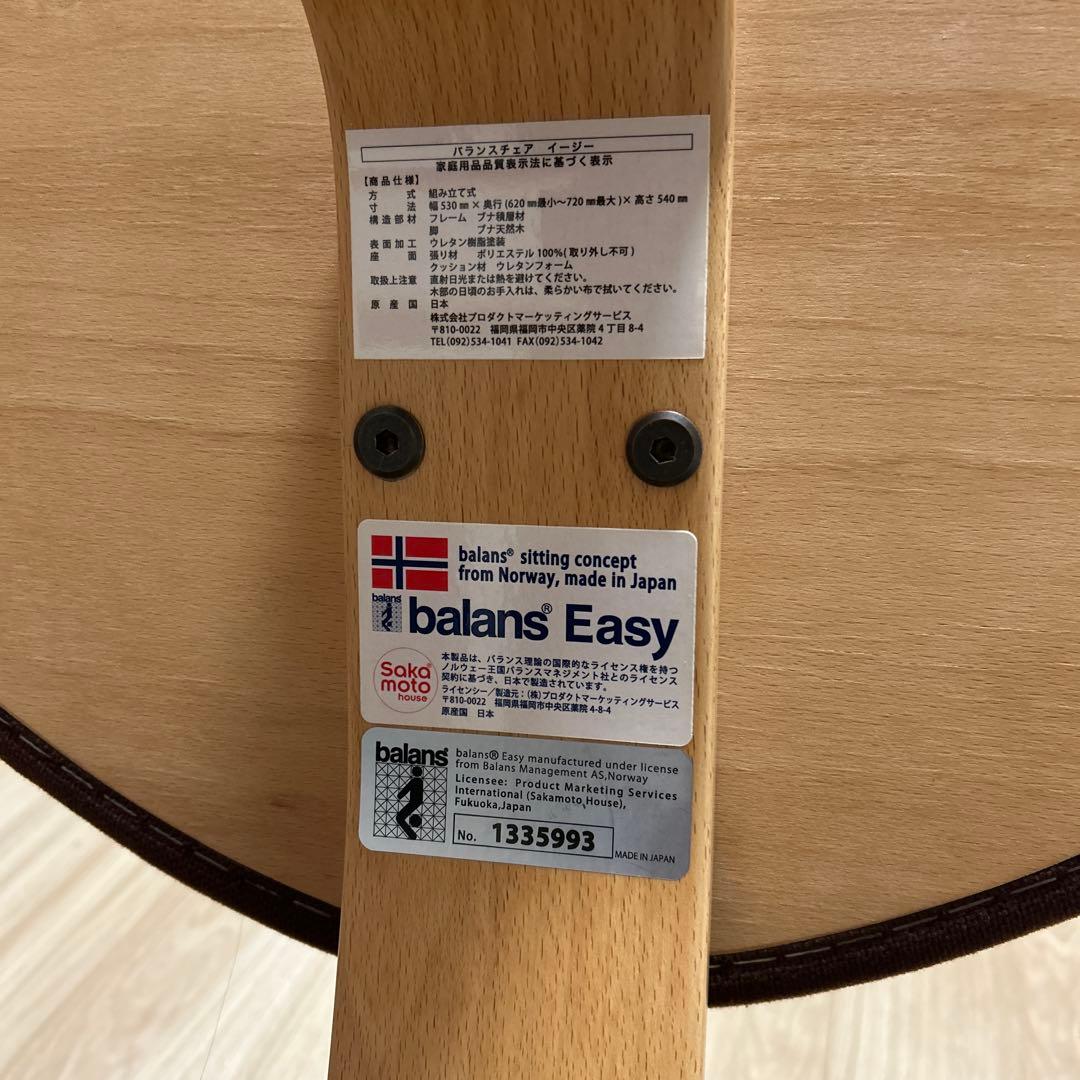 バランスチェア　イージー
家庭用品品質表示法に基づく表示
【商品仕様】
方　式　組み立て式
寸　法　幅 530 ㎜ × 奥行 (620 ㎜最小〜720 ㎜最大 )× 高さ 540 ㎜
構造部材　フレーム　ブナ積層材
脚　ブナ天然木
表面加工　ウレタン樹脂塗装
座　面　張り材　ポリエステル 100%( 取り外し不可 )
クッション材　ウレタンフォーム
取扱上注意　直射日光または熱を避けてください。
木部の日頃のお手入れは、柔らかい布で拭いてください。
原産国　日本
株式会社プロダクトマーケッティングサービス
〒810-0022　福岡県福岡市中央区薬院 4 丁目 8-4
TEL(092)534-1041 FAX(092)534-1042
balans® sitting concept
from Norway, made in Japan
balans®
balans® Easy
Saka®
moto
house
本製品は、バランス理論の国際的なライセンス権を持つ
ノルウェー王国バランスマネジメント社とのライセンス
契約に基づき、日本で製造されています。
ライセンシー／製造元 : (株)プロダクトマーケッティングサービス
〒810-0022　福岡県福岡市中央区薬院 4-8-4
原産国　日本
balans®
balans® Easy manufactured under license
from Balans Management AS,Norway
Licensee: Product Marketing Services
International (Sakamoto House),
Fukuoka,Japan
No. 1335993
MADE IN JAPAN